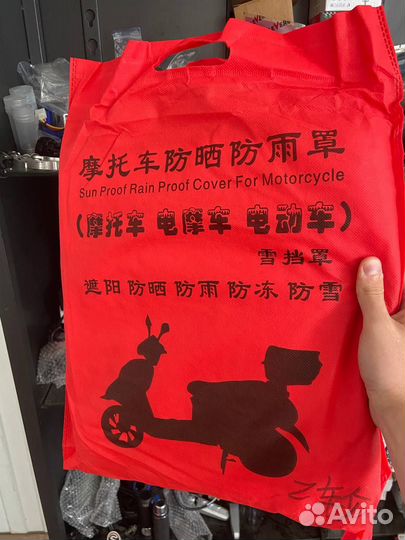 摩托车防晒防雨罩
Sun Proof Rain Proof Cover For Motorcycle
(摩托车 电摩车 电动车)
雪挡罩
遮阳 防晒 防雨 防冻 防雪
Avito